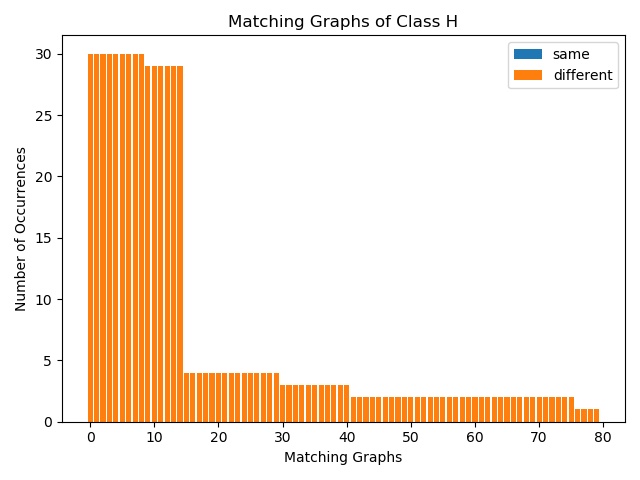 Matching Graphs of Class H
same
different
Number of Occurrences
30
25
20
15
10
5
0
0 10 20 30 40 50 60 70 80
Matching Graphs